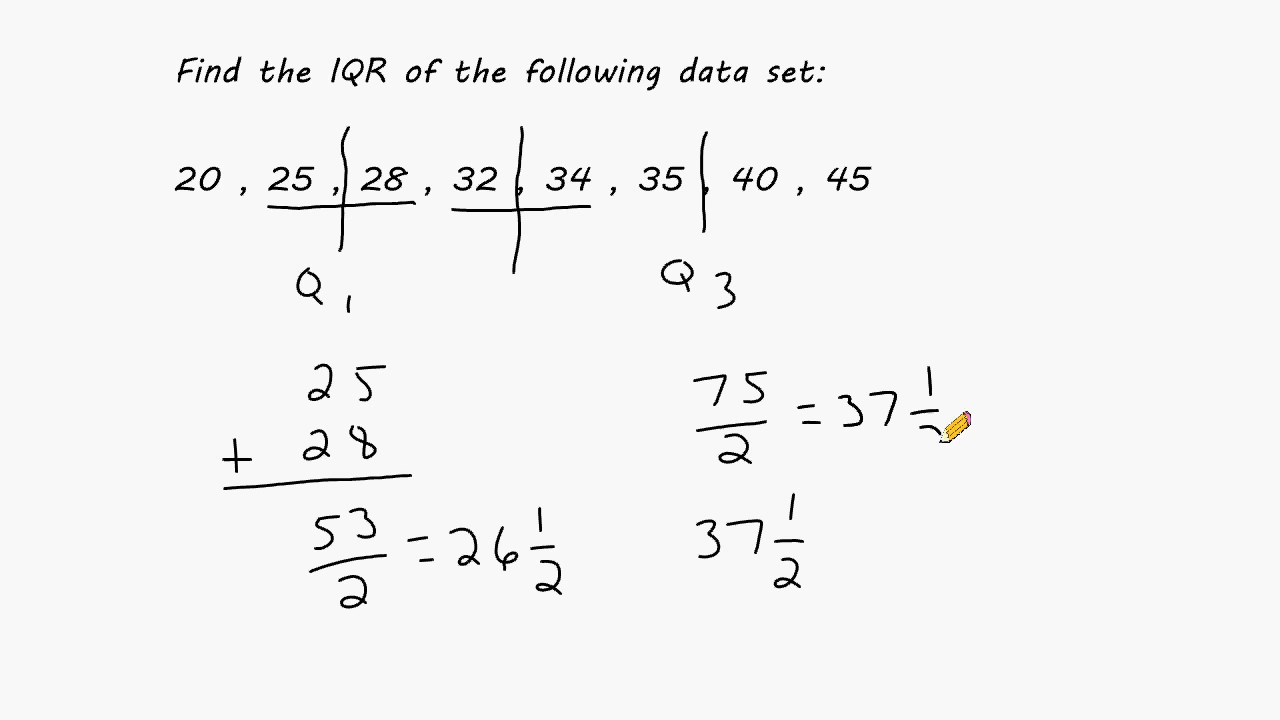 Find the IQR of the following data set:
20 , 25 , 28 , 32 , 34 , 35 , 40 , 45
Q1 Q3
25
+ 28
53/2 = 26 1/2
75/2 = 37 1/2
37 1/2